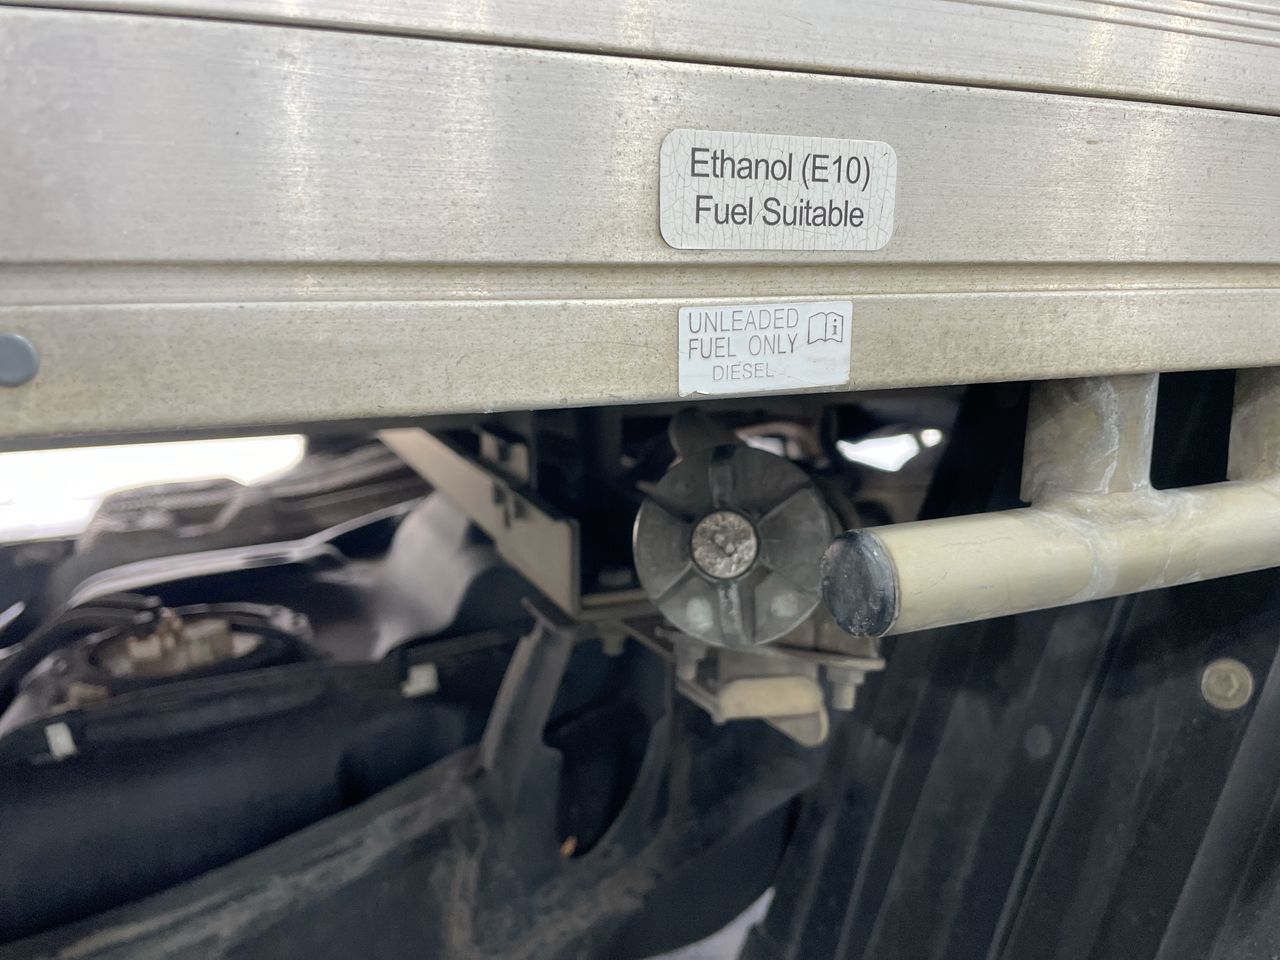 Ethanol (E10)
Fuel Suitable
UNLEADED
FUEL ONLY
DIESEL